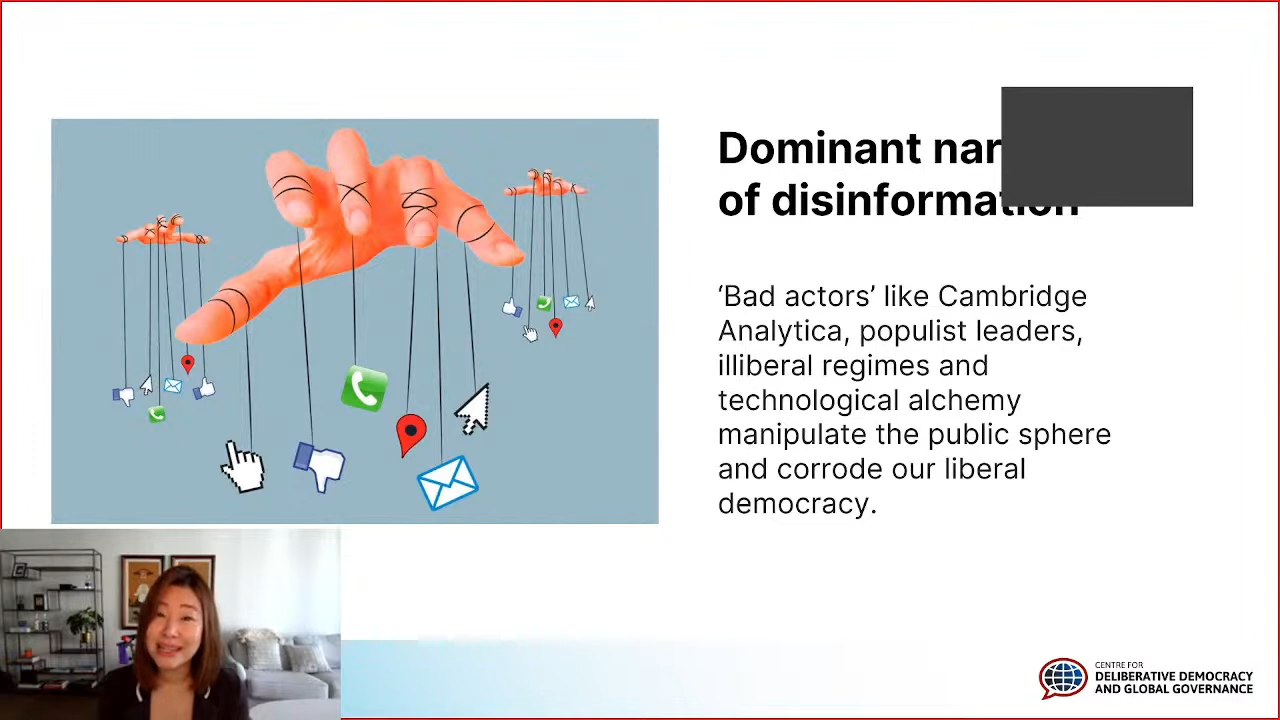 Dominant nar
of disinformation
‘Bad actors’ like Cambridge
Analytica, populist leaders,
illiberal regimes and
technological alchemy
manipulate the public sphere
and corrode our liberal
democracy.
CENTRE FOR
DELIBERATIVE DEMOCRACY
AND GLOBAL GOVERNANCE